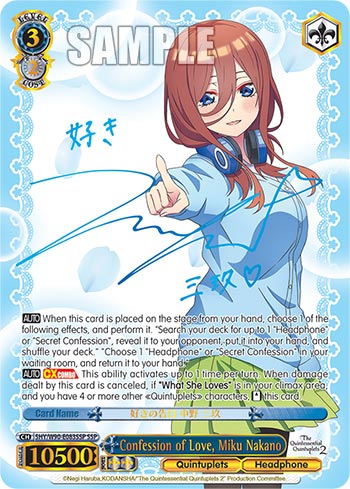 LEVEL
3
COST
SAMPLE
好き
三玖♡
AUTO When this card is placed on the stage from your hand, choose 1 of the
following effects, and perform it. "Search your deck for up to 1 "Headphone"
or "Secret Confession", reveal it to your opponent, put it into your hand, and
shuffle your deck." "Choose 1 "Headphone" or "Secret Confession" in your
waiting room, and return it to your hand."
AUTO CXCOMBO This ability activates up to 1 time per turn. When damage
dealt by this card is canceled, if "What She Loves" is in your climax area,
and you have 4 or more other «Quintuplets» characters, this card.
Card Name 好きの告白 中野 三玖
CH 5HY/W90-E035SSP SSP
Confession of Love, Miku Nakano
The Quintessential Quintuplets 2
POWER 10500
Quintuplets
Headphone
©Negi Haruba,KODANSHA/"The Quintessential Quintuplets 2" Production Committee